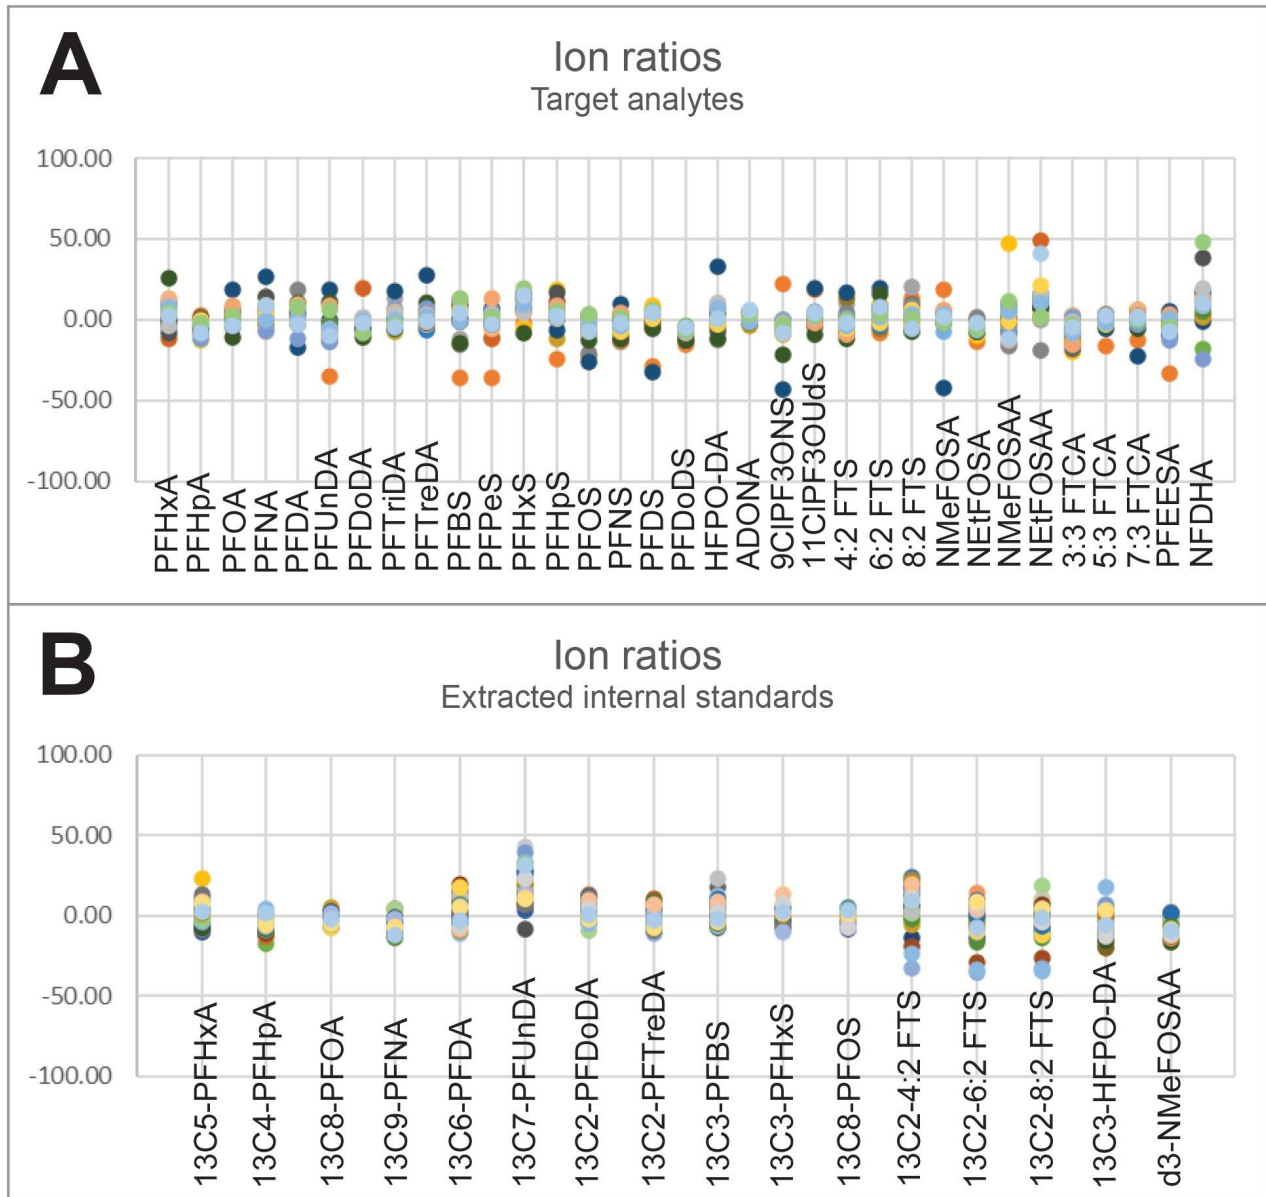 A
Ion ratios
Target analytes
100.00
50.00
0.00
-50.00
-100.00
PFHxA
PFHpA
PFOA
PFNA
PFDA
PFUnDA
PFDoDA
PFTriDA
PFTreDA
PFBS
PFPeS
PFHxS
PFHpS
PFOS
PFNS
PFDS
PFDoDS
HFPO-DA
ADONA
9ClPF3ONS
11ClPF3OUdS
4:2 FTS
6:2 FTS
8:2 FTS
NMeFOSA
NEtFOSA
NMeFOSAA
NEtFOSAA
3:3 FTCA
5:3 FTCA
7:3 FTCA
PFEESA
NFDHA
B
Ion ratios
Extracted internal standards
100.00
50.00
0.00
-50.00
-100.00
13C5-PFHxA
13C4-PFHpA
13C8-PFOA
13C9-PFNA
13C6-PFDA
13C7-PFUnDA
13C2-PFDoDA
13C2-PFTreDA
13C3-PFBS
13C3-PFHxS
13C8-PFOS
13C2-4:2 FTS
13C2-6:2 FTS
13C2-8:2 FTS
13C3-HFPO-DA
d3-NMeFOSAA